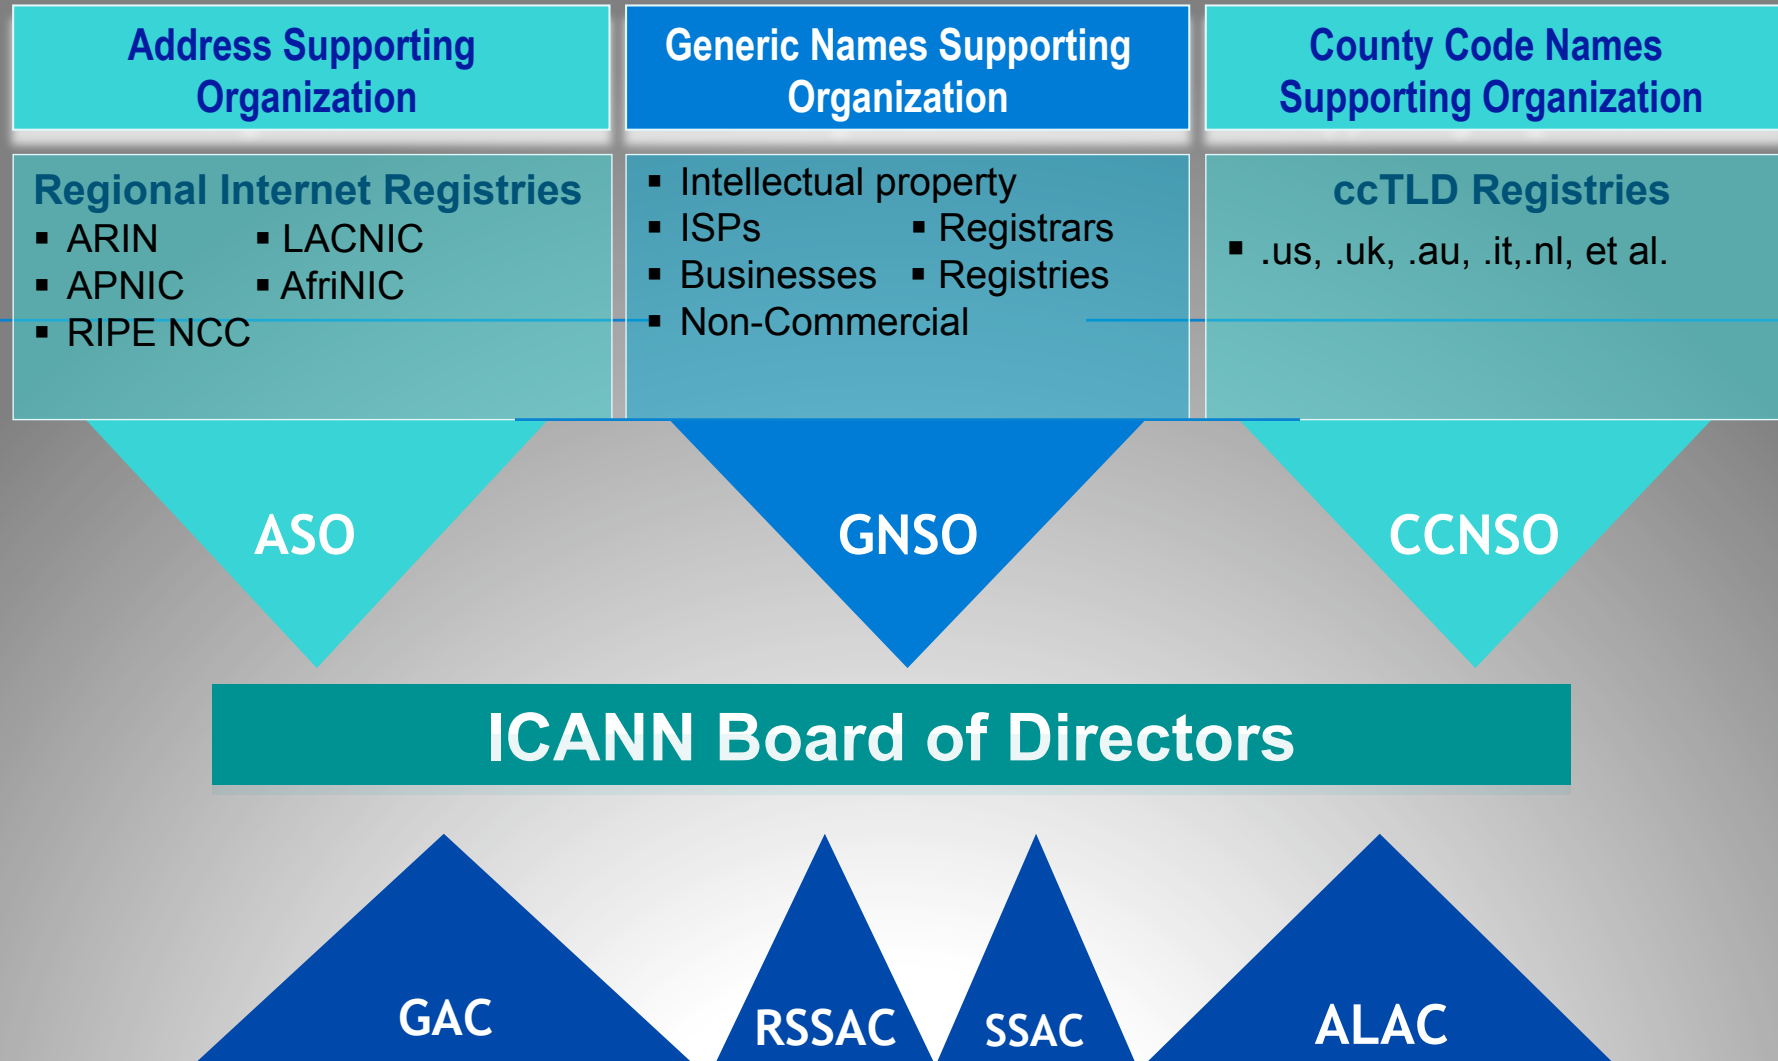 Address Supporting
Organization
Generic Names Supporting
Organization
County Code Names
Supporting Organization
Regional Internet Registries
▪ ARIN ▪ LACNIC
▪ APNIC ▪ AfriNIC
▪ RIPE NCC
▪ Intellectual property
▪ ISPs ▪ Registrars
▪ Businesses ▪ Registries
▪ Non-Commercial
ccTLD Registries
▪ .us, .uk, .au, .it,.nl, et al.
ASO
GNSO
CCNSO
ICANN Board of Directors
GAC
RSSAC
SSAC
ALAC